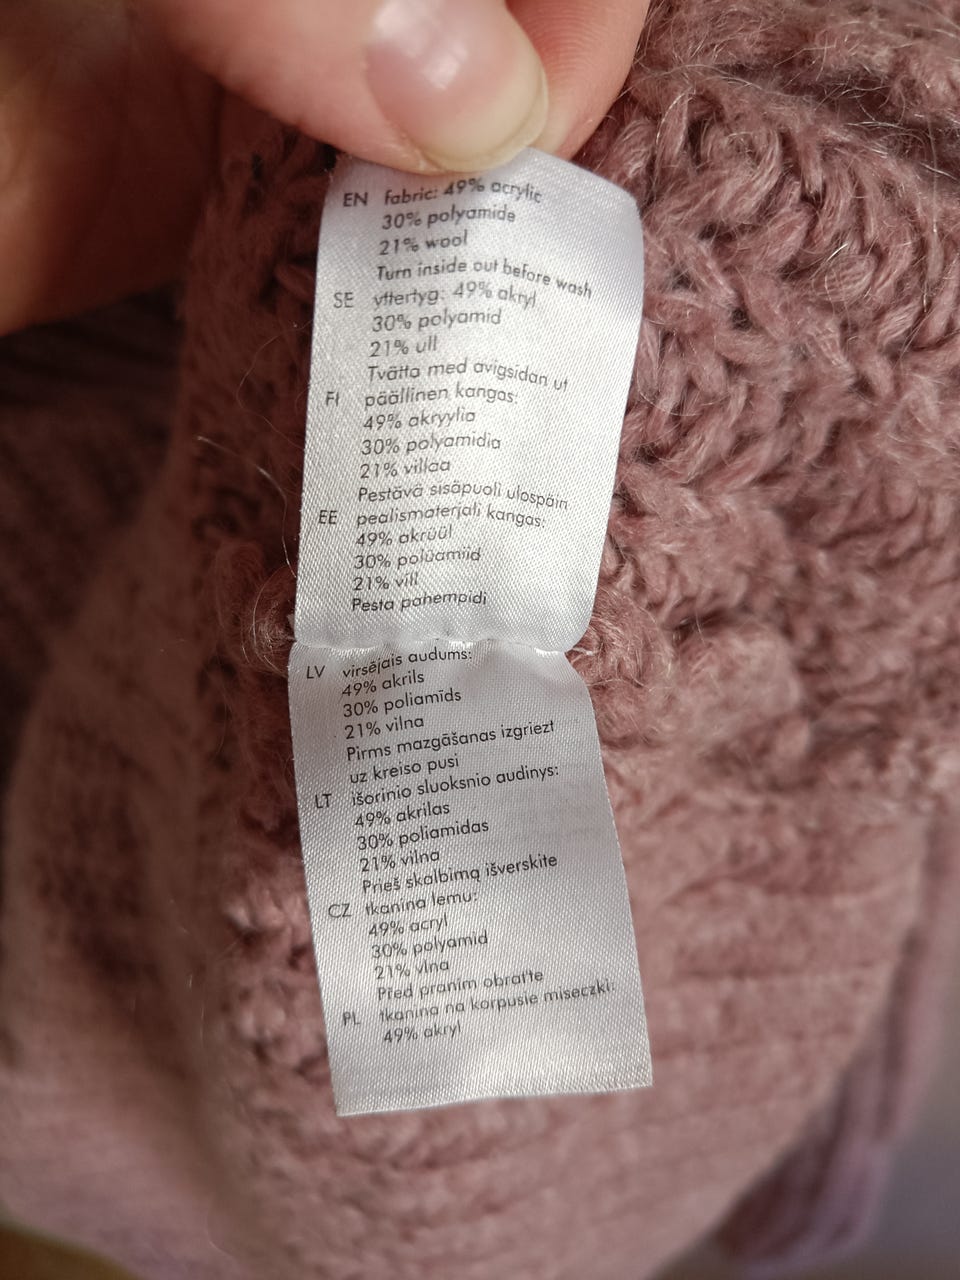 EN fabric: 49% acrylic
30% polyamide
21% wool
Turn inside out before wash
SE yttertyg: 49% akryl
30% polyamid
21% ull
Tvätta med avigsidan ut
FI päällinen kangas:
49% akryylia
30% polyamidia
21% villaa
Pestävä sisäpuoli ulospäin
EE pealismaterjali kangas:
49% akrüül
30% polüamiid
21% vill
Pesta pahempidi
LV virsējais audums:
49% akrils
30% poliamīds
21% vilna
Pirms mazgāšanas izgriezt
uz kreiso pusi
LT išorinio sluoksnio audinys:
49% akrilas
30% poliamidas
21% vilna
Prieš skalbimą išverskite
CZ tkanina lemu:
49% acryl
30% polyamid
21% vlna
Před praním obraťte
PL tkanina na korpusie miseczki:
49% akryl